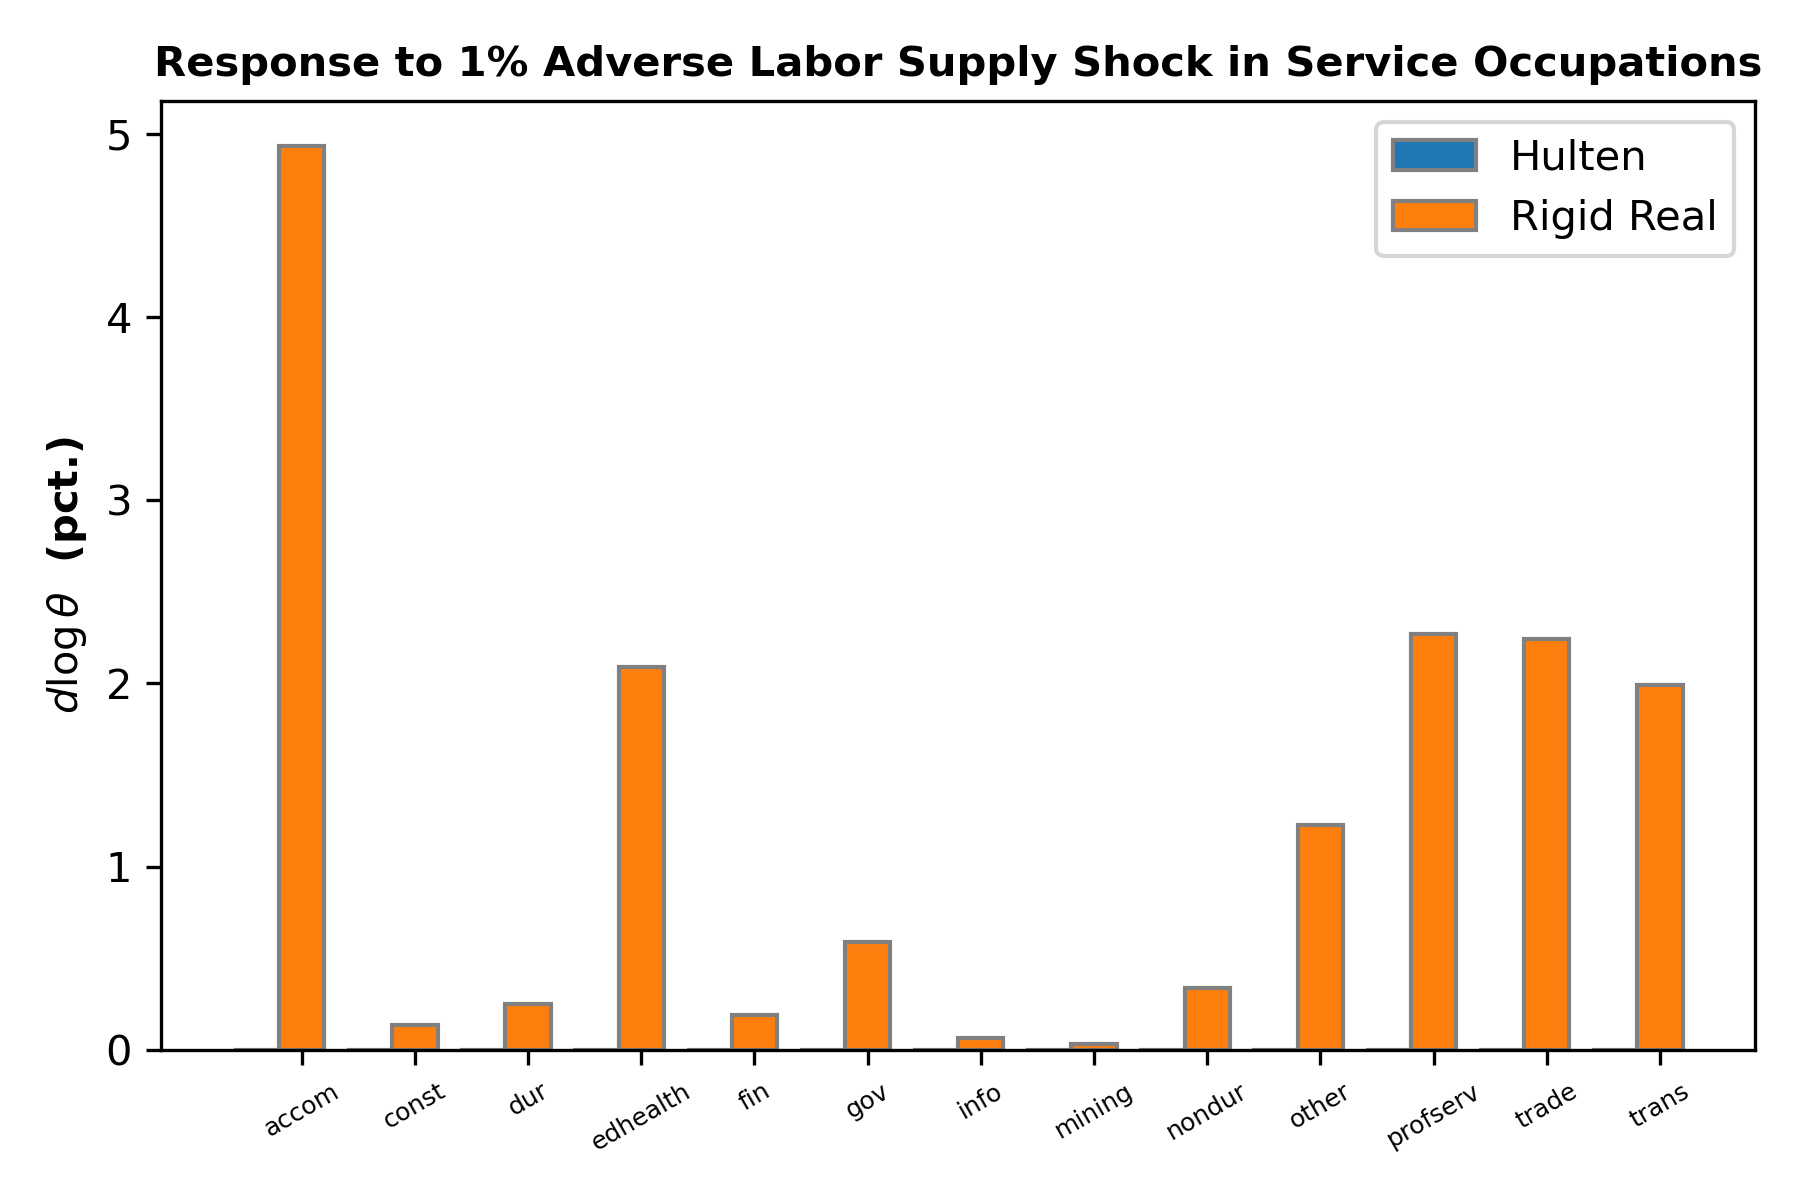 Response to 1% Adverse Labor Supply Shock in Service Occupations
Hulten
Rigid Real
dlog θ (pct.)
5
4
3
2
1
0
accom
const
dur
edhealth
fin
gov
info
mining
nondur
other
profserv
trade
trans